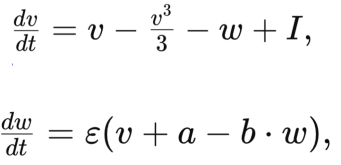 dv/dt = v − v³/3 − w + I,
dw/dt = ε(v + a − b · w),